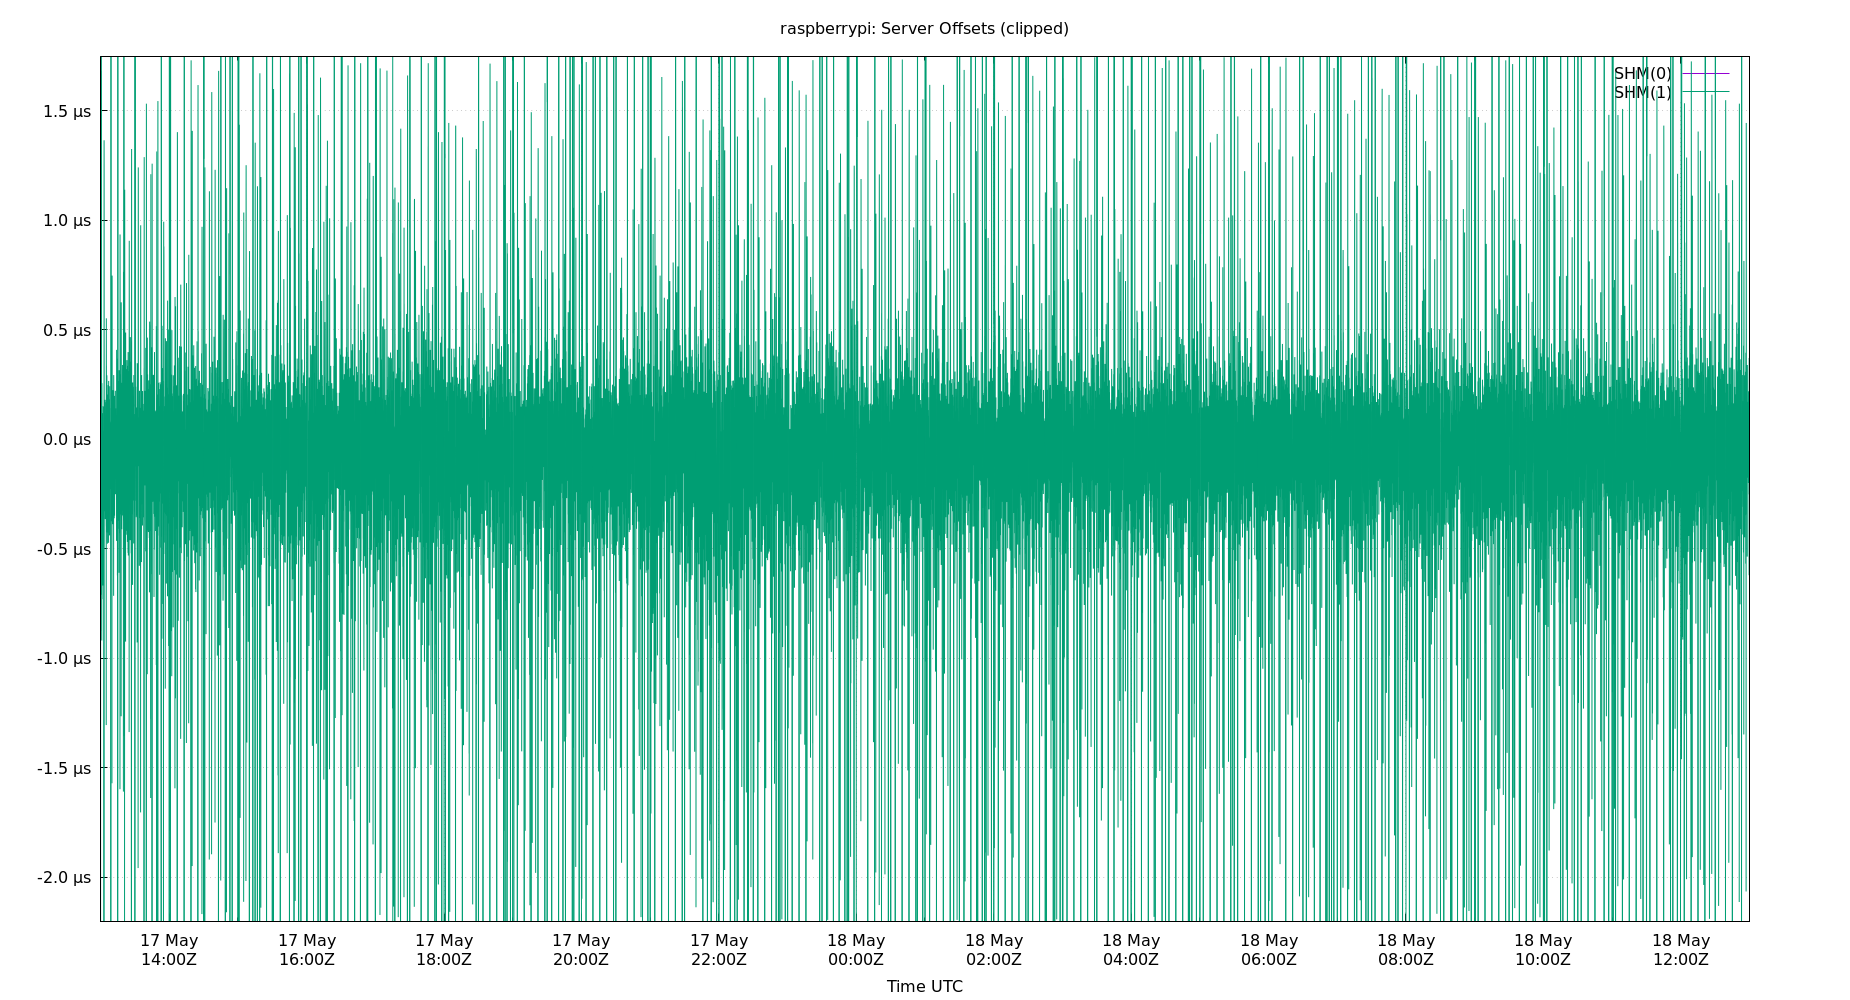 raspberrypi: Server Offsets (clipped)
SHM(0)
SHM(1)
1.5 µs
1.0 µs
0.5 µs
0.0 µs
-0.5 µs
-1.0 µs
-1.5 µs
-2.0 µs
17 May 17 May 17 May 17 May 17 May 18 May 18 May 18 May 18 May 18 May 18 May 18 May
14:00Z 16:00Z 18:00Z 20:00Z 22:00Z 00:00Z 02:00Z 04:00Z 06:00Z 08:00Z 10:00Z 12:00Z
Time UTC